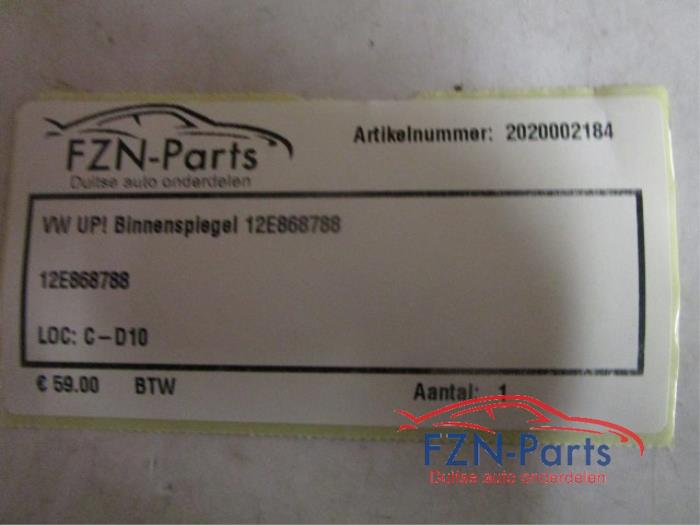 FZN-Parts
Duitse auto onderdelen
Artikelnummer: 2020002184
VW UP! Binnenspiegel 12E868788
12E868788
LOC: C-D10
€ 59.00 BTW
Aantal: 1
FZN-Parts
Duitse auto onderdelen